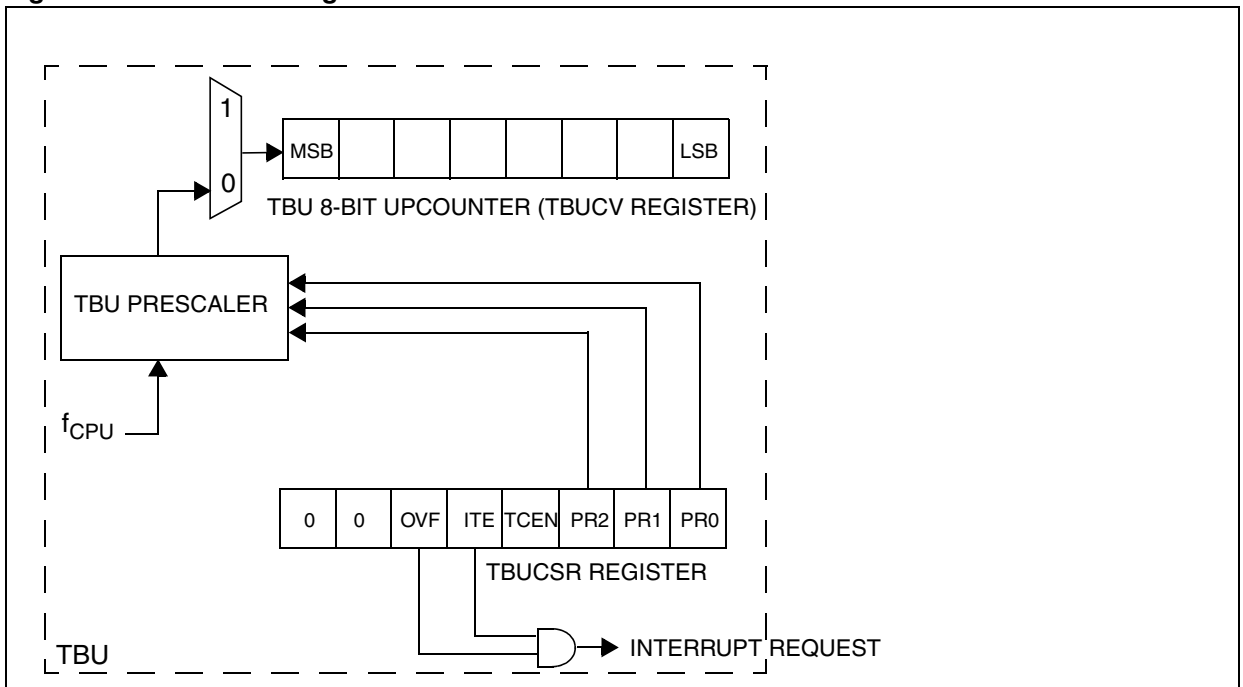 1
MSB
LSB
0
TBU 8-BIT UPCOUNTER (TBUCV REGISTER)
TBU PRESCALER
fCPU
0 0 OVF ITE TCEN PR2 PR1 PR0
TBUCSR REGISTER
INTERRUPT REQUEST
TBU